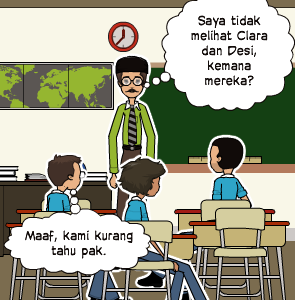 Saya tidak
melihat Clara
dan Desi,
kemana
mereka?
Maaf, kami kurang
tahu pak.